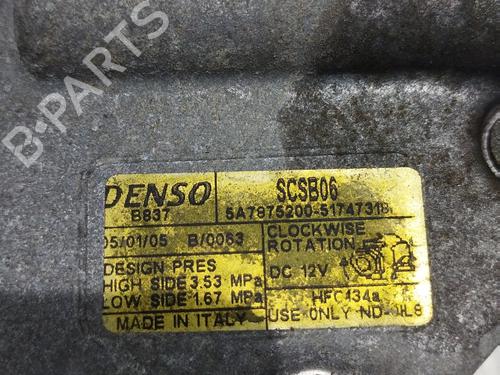 B-PARTS
DENSO
B837
SCSB06
5A7875200-51747318
05/01/05 B/0063
CLOCKWISE
ROTATION
DC 12V
DESIGN PRES
HIGH SIDE 3.53 MPa
LOW SIDE 1.67 MPa
HFC134a
MADE IN ITALY
USE ONLY ND-OIL8